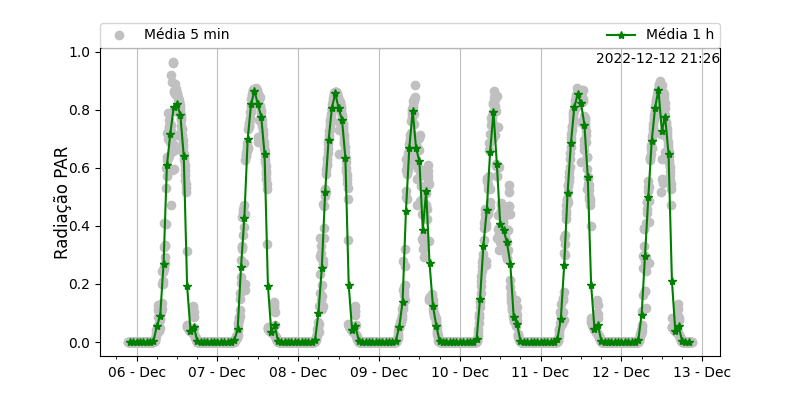 Média 5 min
Média 1 h
2022-12-12 21:26
Radiação PAR
1.0
0.8
0.6
0.4
0.2
0.0
06 - Dec
07 - Dec
08 - Dec
09 - Dec
10 - Dec
11 - Dec
12 - Dec
13 - Dec